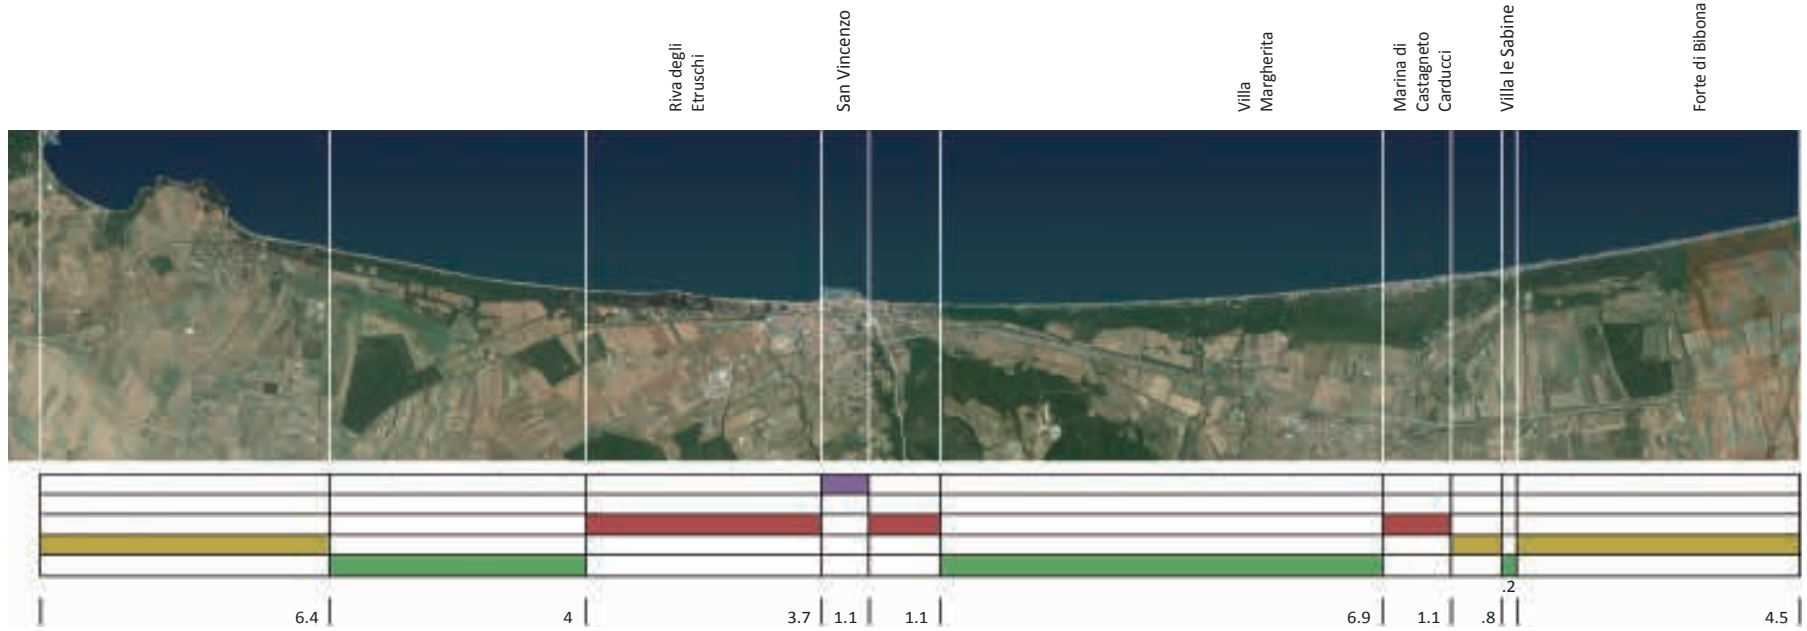 Riva degli
Etruschi
San Vincenzo
Villa
Margherita
Marina di
Castagneto
Carducci
Villa le Sabine
Forte di Bibona
.2
6.4
4
3.7
1.1
1.1
6.9
1.1
.8
4.5